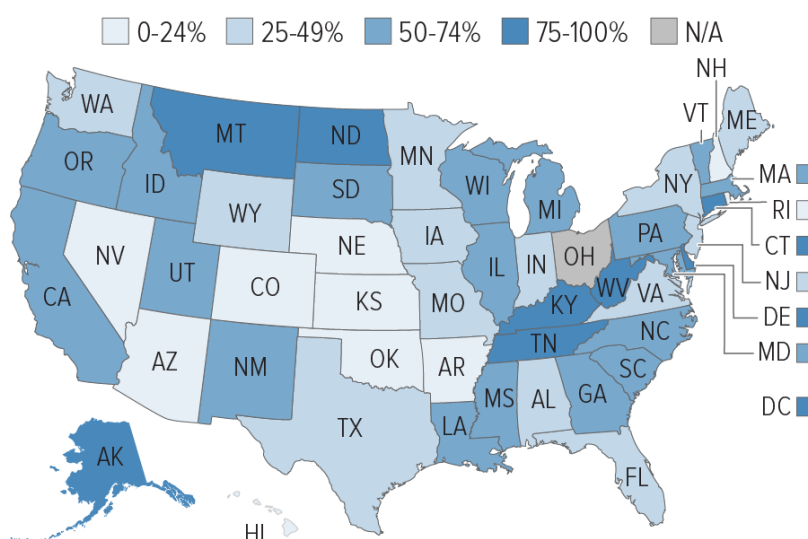 0-24% 25-49% 50-74% 75-100% N/A
NH
WA MT ND MN VT ME
OR ID SD WI MI NY MA
WY RI
NV UT CO NE IA IL IN OH PA CT
CA KS MO KY WV VA NJ
AZ NM OK AR TN NC DE
TX LA MS AL GA SC MD
DC
AK FL
HI